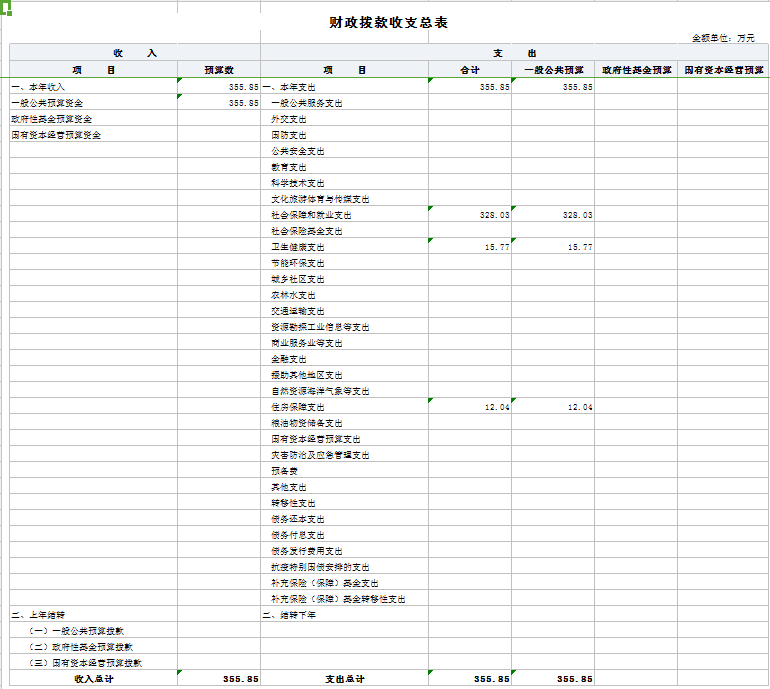 财政拨款收支总表
金额单位：万元
收 入 支 出
项 目 预算数 项 目 合计 一般公共预算 政府性基金预算 国有资本经营预算
一、本年收入 355.85 一、本年支出 355.85 355.85
一般公共预算资金 355.85 一般公共服务支出
政府性基金预算资金 外交支出
国有资本经营预算资金 国防支出
公共安全支出
教育支出
科学技术支出
文化旅游体育与传媒支出
社会保障和就业支出 328.03 328.03
社会保险基金支出
卫生健康支出 15.77 15.77
节能环保支出
城乡社区支出
农林水支出
交通运输支出
资源勘探工业信息等支出
商业服务业等支出
金融支出
援助其他地区支出
自然资源海洋气象等支出
住房保障支出 12.04 12.04
粮油物资储备支出
国有资本经营预算支出
灾害防治及应急管理支出
预备费
其他支出
转移性支出
债务还本支出
债务付息支出
债务发行费用支出
抗疫特别国债安排的支出
补充保险（保障）基金支出
补充保险（保障）基金转移性支出
二、上年结转 二、结转下年
（一）一般公共预算拨款
（二）政府性基金预算拨款
（三）国有资本经营预算拨款
收入总计 355.85 支出总计 355.85 355.85